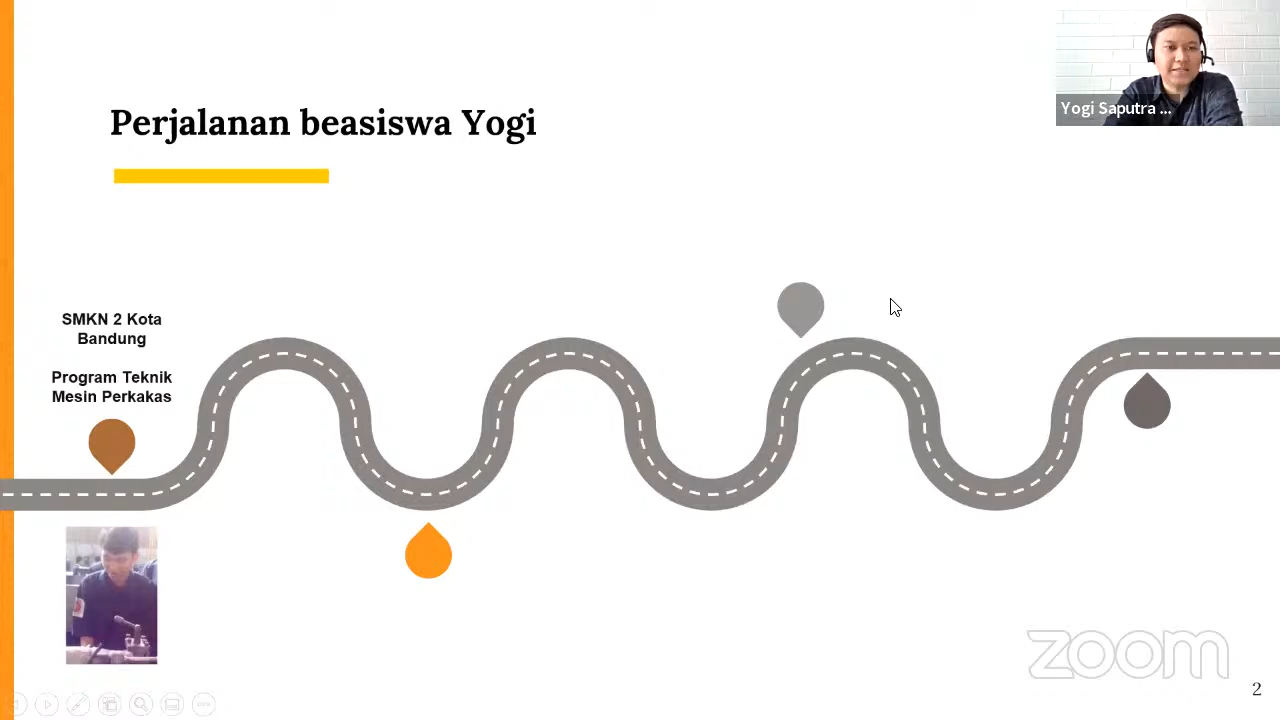 Perjalanan beasiswa Yogi
Yogi Saputra ...
SMKN 2 Kota
Bandung
Program Teknik
Mesin Perkakas
zoom
2